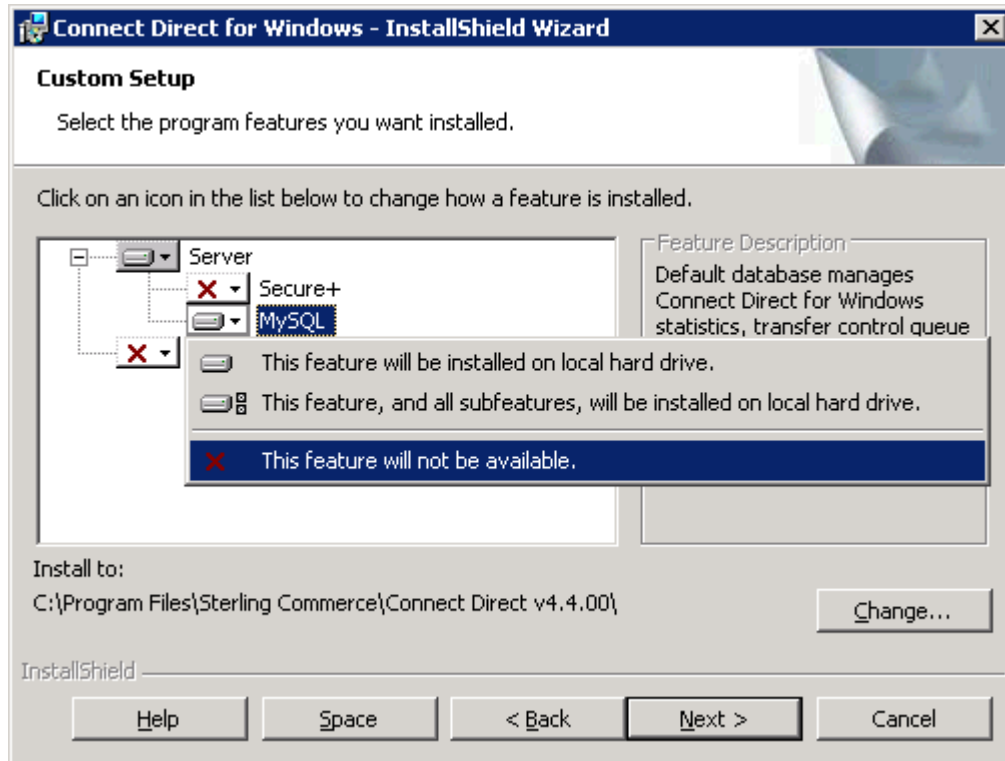 Connect Direct for Windows - InstallShield Wizard
Custom Setup
Select the program features you want installed.
Click on an icon in the list below to change how a feature is installed.
Server
Secure+
MySQL
Feature Description
Default database manages
Connect Direct for Windows
statistics, transfer control queue
This feature will be installed on local hard drive.
This feature, and all subfeatures, will be installed on local hard drive.
This feature will not be available.
Install to:
C:\Program Files\Sterling Commerce\Connect Direct v4.4.00\
Change...
InstallShield
Help
Space
< Back
Next >
Cancel